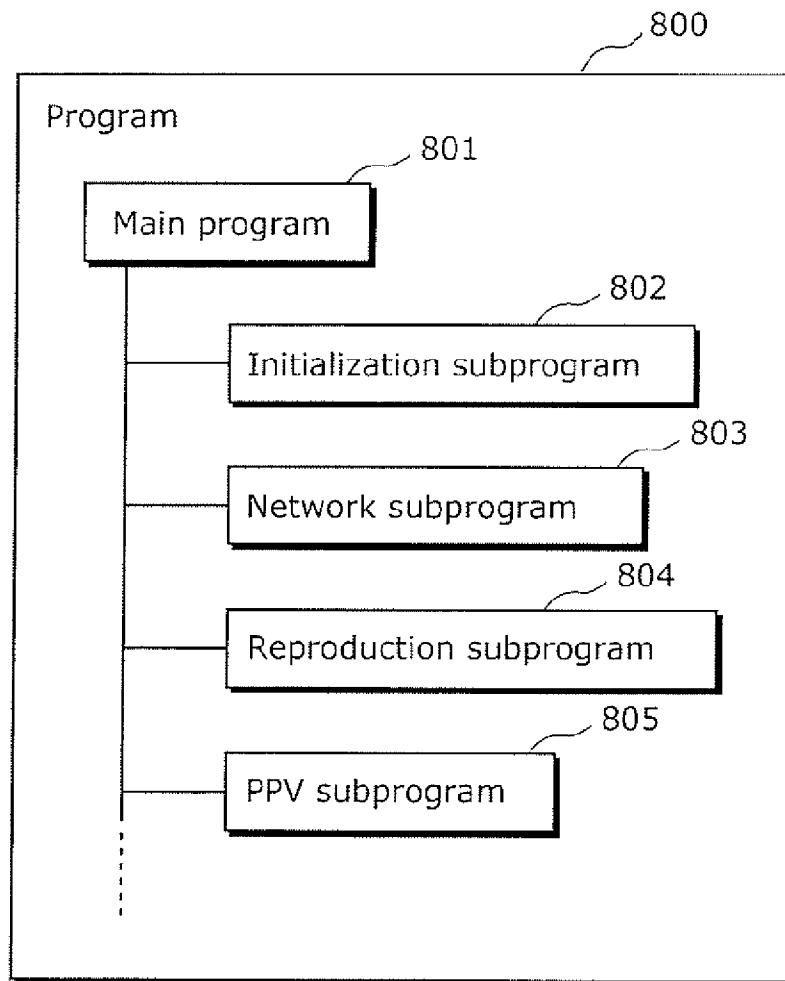 800
Program
801
Main program
802
Initialization subprogram
803
Network subprogram
804
Reproduction subprogram
805
PPV subprogram